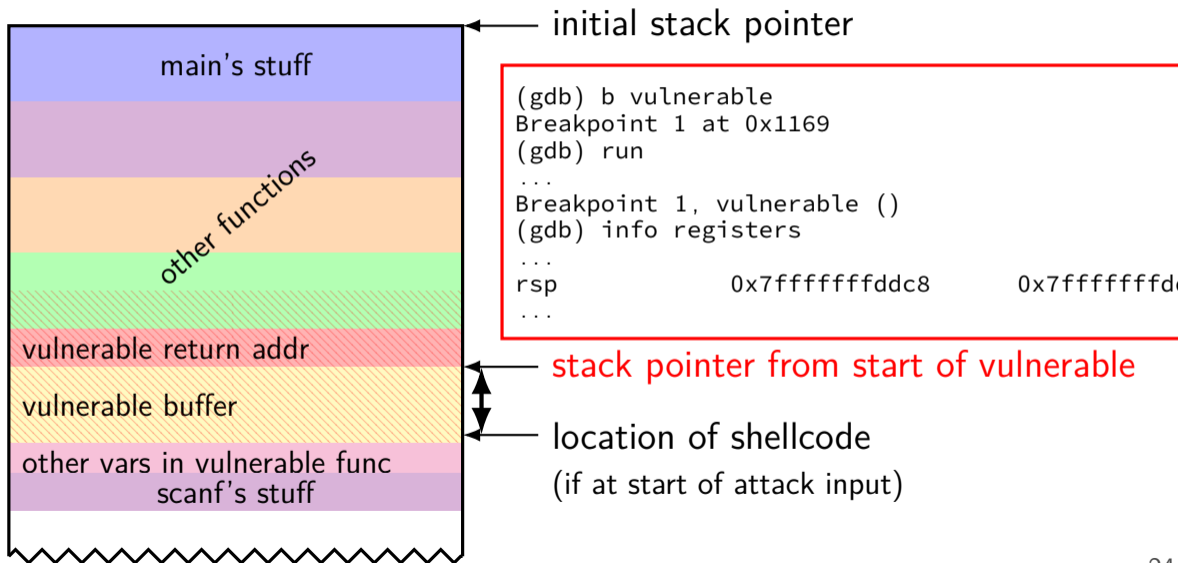 initial stack pointer
main's stuff
other functions
(gdb) b vulnerable
Breakpoint 1 at 0x1169
(gdb) run
...
Breakpoint 1, vulnerable ()
(gdb) info registers
...
rsp 0x7fffffffddc8
...
vulnerable return addr
stack pointer from start of vulnerable
vulnerable buffer
location of shellcode
(if at start of attack input)
other vars in vulnerable func
scanf's stuff